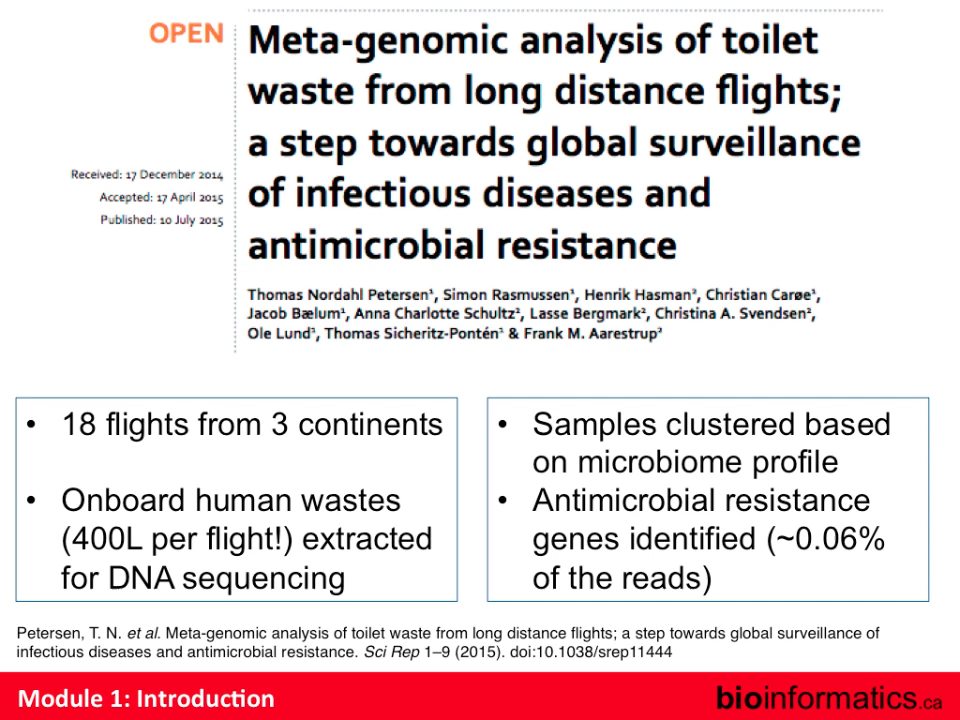 OPEN
Meta-genomic analysis of toilet
waste from long distance flights;
a step towards global surveillance
of infectious diseases and
antimicrobial resistance
Received: 17 December 2014
Accepted: 17 April 2015
Published: 10 July 2015
Thomas Nordahl Petersen¹, Simon Rasmussen¹, Henrik Hasman², Christian Carøe¹,
Jacob Bælum¹, Anna Charlotte Schultz², Lasse Bergmark², Christina A. Svendsen²,
Ole Lund¹, Thomas Sicheritz-Pontén¹ & Frank M. Aarestrup²
• 18 flights from 3 continents
• Onboard human wastes
(400L per flight!) extracted
for DNA sequencing
• Samples clustered based
on microbiome profile
• Antimicrobial resistance
genes identified (~0.06%
of the reads)
Petersen, T. N. et al. Meta-genomic analysis of toilet waste from long distance flights; a step towards global surveillance of
infectious diseases and antimicrobial resistance. Sci Rep 1–9 (2015). doi:10.1038/srep11444
Module 1: Introduction
bioinformatics.ca